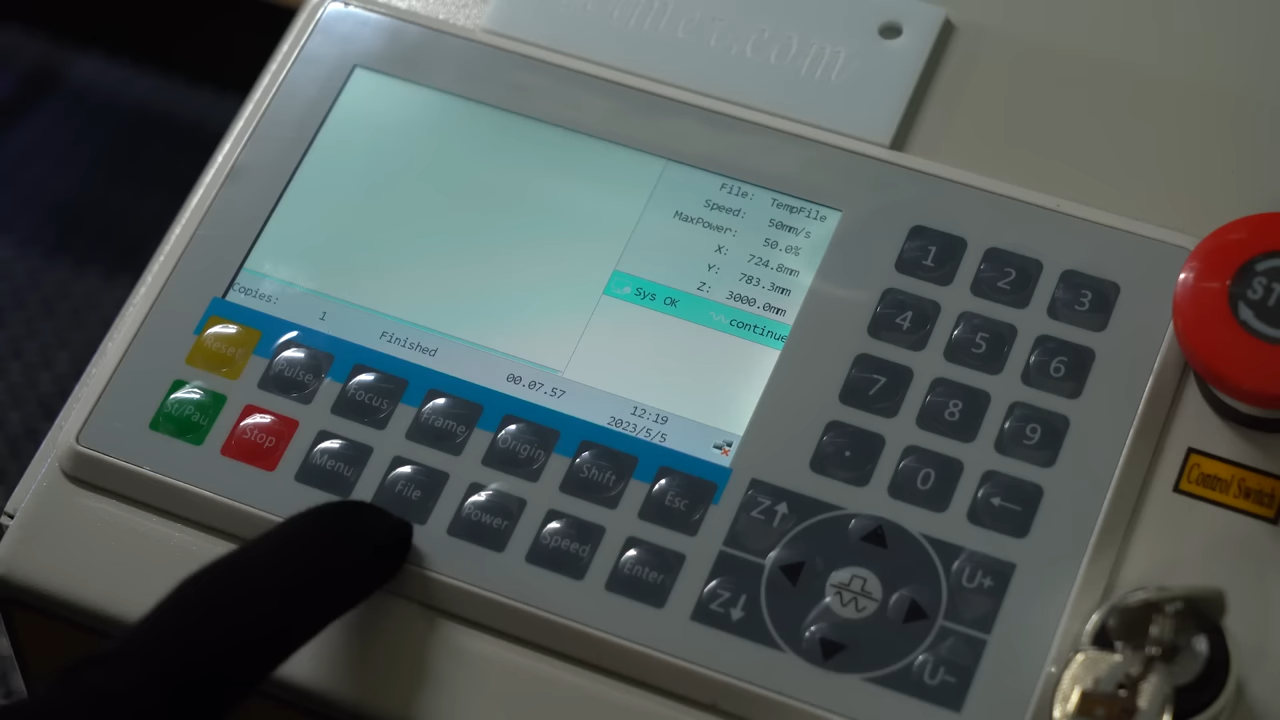 .com
File: TempFile
Speed: 50mm/s
MaxPower: 50.0%
X: 724.8mm
Y: 783.3mm
Z: 3000.0mm
Sys OK continue
Copies: 1 Finished 00.07.57 12:19
2023/5/5
Reset Pulse Focus Frame Origin Shift Esc
St/Pau Stop Menu File Power Speed Enter
1 2 3
4 5 6
7 8 9
. 0 ←
Z↑ U+
Z↓ U-
ST
Control Switch